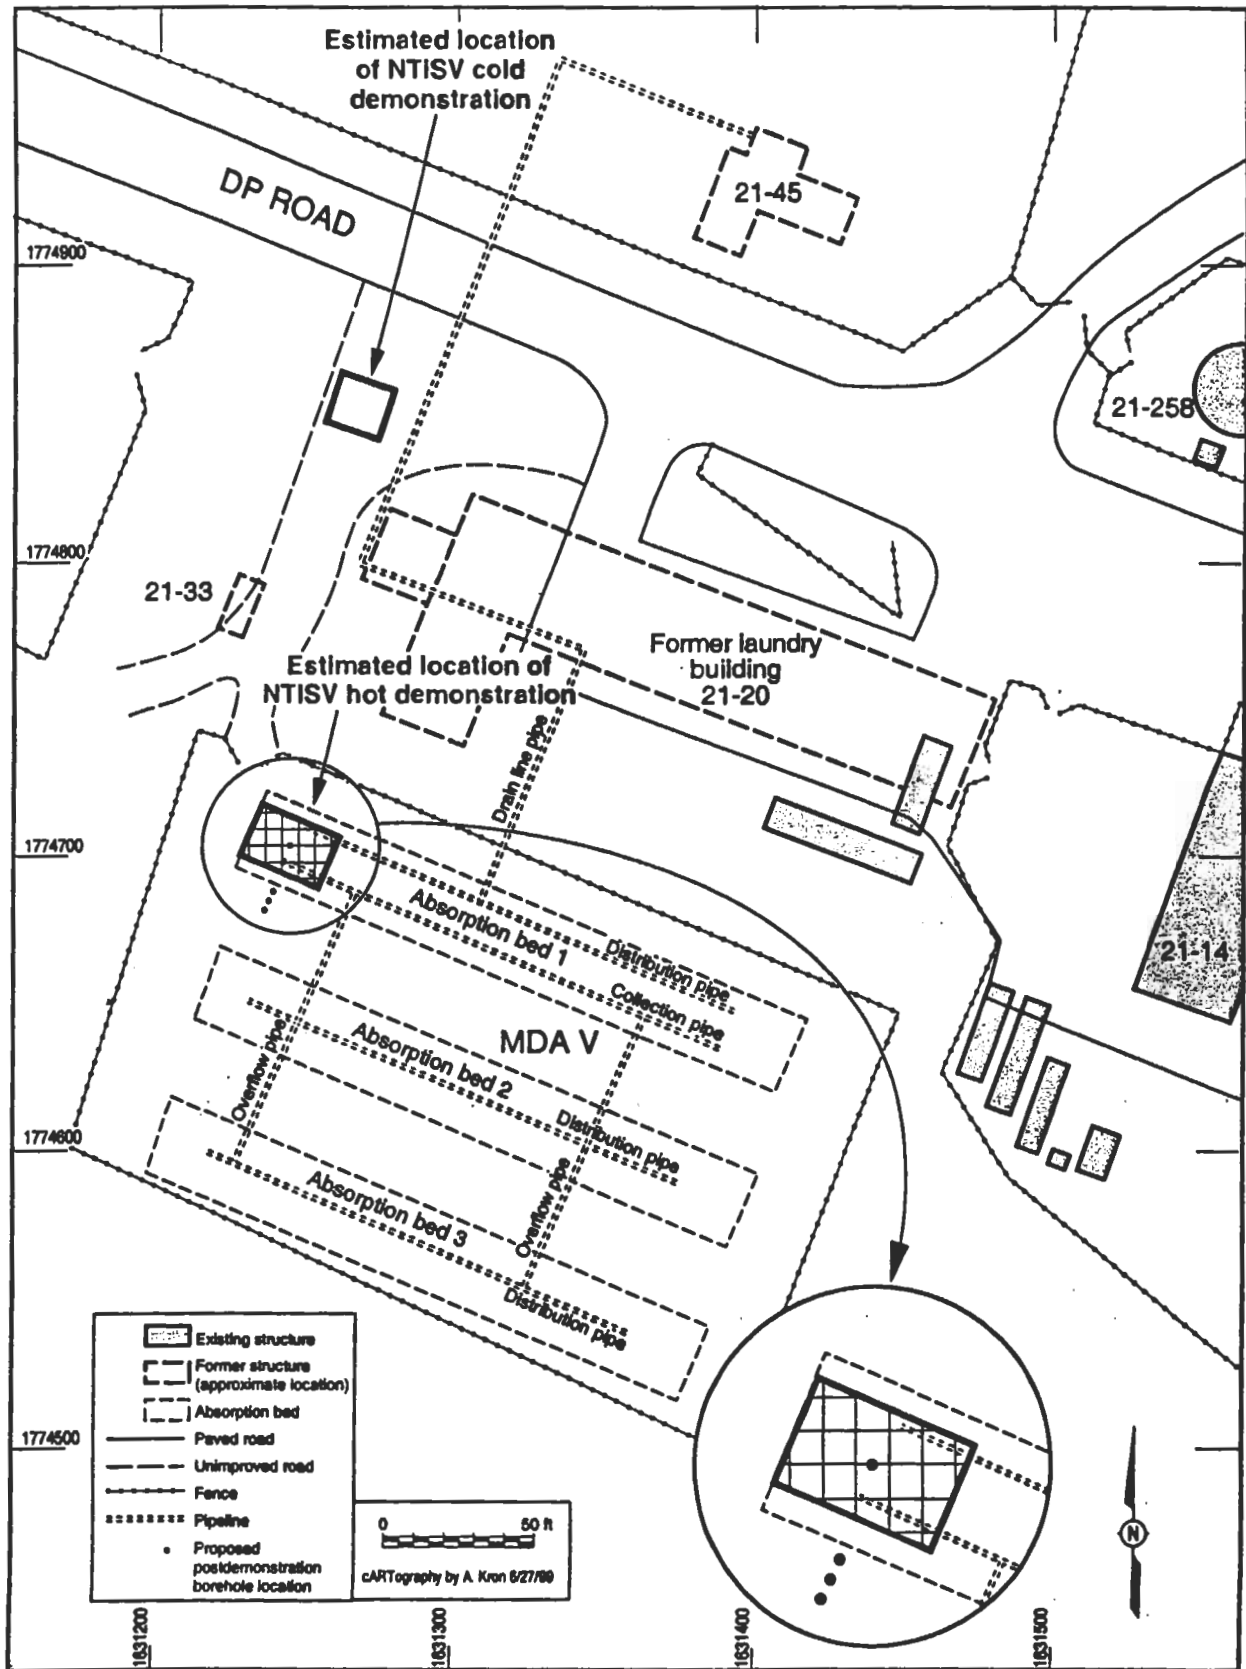 Estimated location
of NTISV cold
demonstration
DP ROAD
21-45
1774900
21-258
1774800
21-33
Former laundry
building
21-20
Estimated location of
NTISV hot demonstration
Drain line pipe
1774700
Absorption bed 1
Distribution pipe
Collection pipe
21-14
MDA V
Absorption bed 2
Overflow pipe
Distribution pipe
1774600
Absorption bed 3
Overflow pipe
Distribution pipe
Existing structure
Former structure
(approximate location)
Absorption bed
Paved road
Unimproved road
Fence
Pipeline
Proposed
postdemonstration
borehole location
1774500
0 50 ft
cARTography by A. Kron 6/27/99
N
1631200
1631300
1631400
1631500